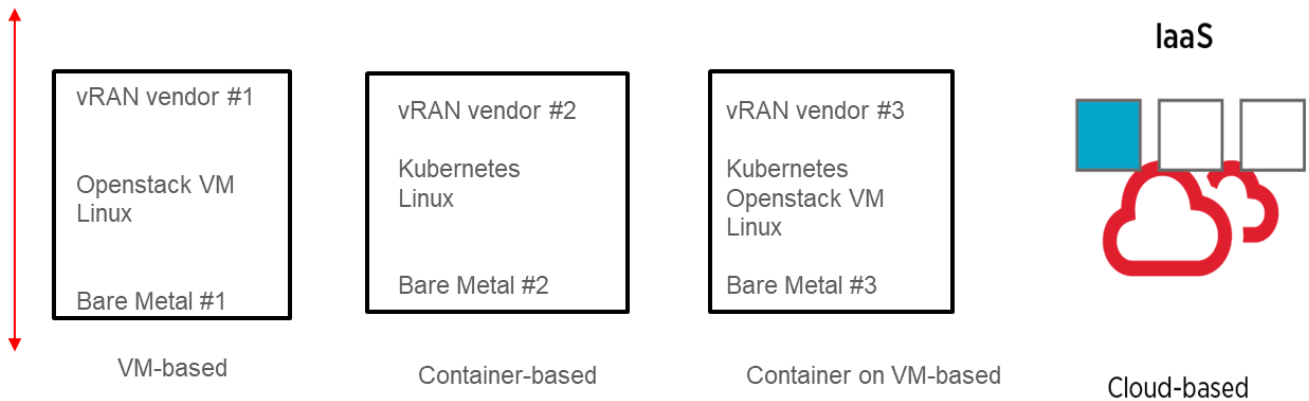 vRAN vendor #1
Openstack VM
Linux
Bare Metal #1
VM-based
vRAN vendor #2
Kubernetes
Linux
Bare Metal #2
Container-based
vRAN vendor #3
Kubernetes
Openstack VM
Linux
Bare Metal #3
Container on VM-based
IaaS
Cloud-based